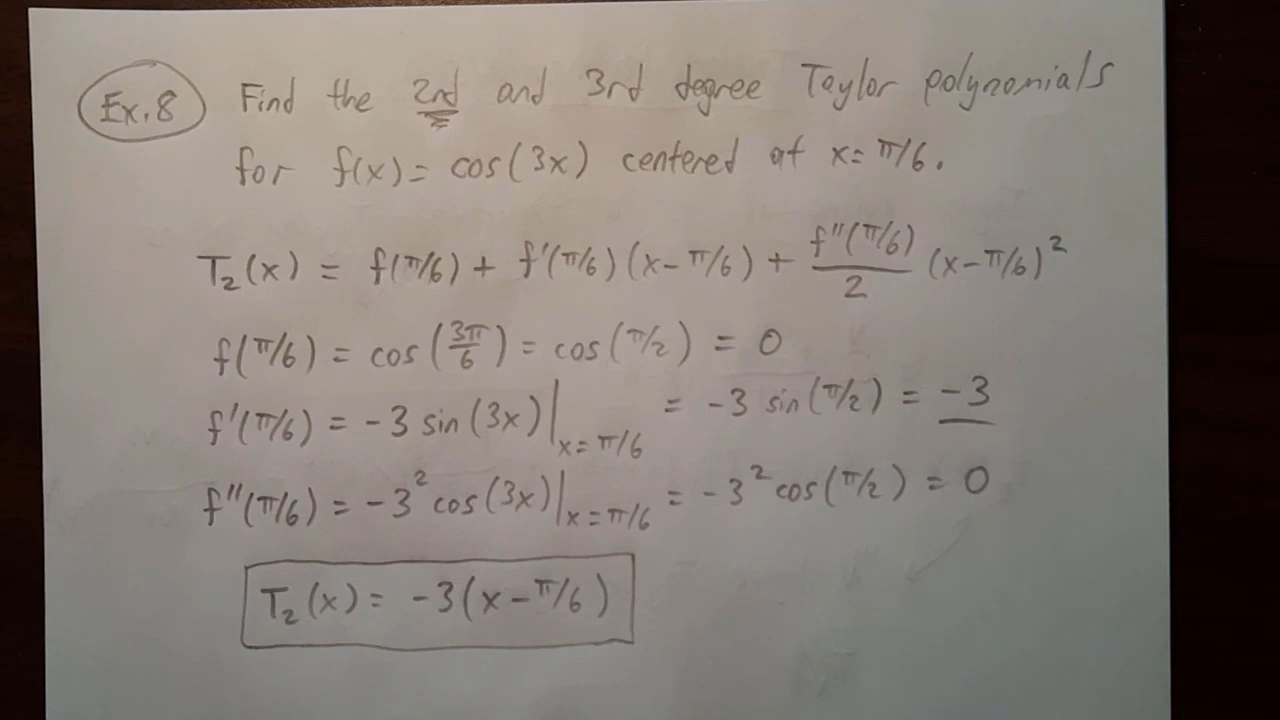 Ex. 8 Find the 2nd and 3rd degree Taylor polynomials
for f(x) = cos(3x) centered at x = π/6.
T₂(x) = f(π/6) + f'(π/6)(x-π/6) + f''(π/6)/2 (x-π/6)²
f(π/6) = cos(3π/6) = cos(π/2) = 0
f'(π/6) = -3 sin(3x)|x=π/6 = -3 sin(π/2) = -3
f''(π/6) = -3² cos(3x)|x=π/6 = -3² cos(π/2) = 0
T₂(x) = -3(x-π/6)